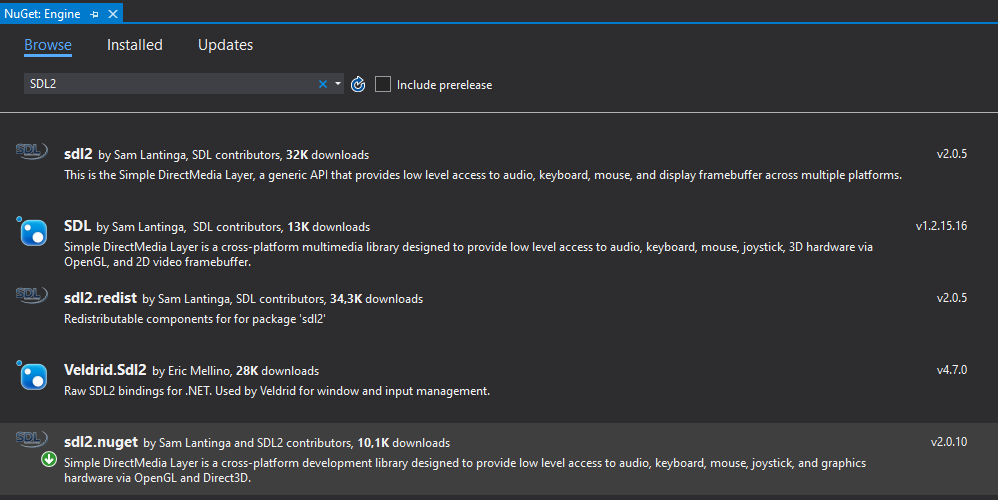 NuGet: Engine
Browse Installed Updates
SDL2 Include prerelease
SDL sdl2 by Sam Lantinga, SDL contributors, 32K downloads v2.0.5
This is the Simple DirectMedia Layer, a generic API that provides low level access to audio, keyboard, mouse, and display framebuffer across multiple platforms.
SDL by Sam Lantinga, SDL contributors, 13K downloads v1.2.15.16
Simple DirectMedia Layer is a cross-platform multimedia library designed to provide low level access to audio, keyboard, mouse, joystick, 3D hardware via
OpenGL, and 2D video framebuffer.
SDL sdl2.redist by Sam Lantinga, SDL contributors, 34,3K downloads v2.0.5
Redistributable components for for package 'sdl2'
Veldrid.Sdl2 by Eric Mellino, 28K downloads v4.7.0
Raw SDL2 bindings for .NET. Used by Veldrid for window and input management.
SDL sdl2.nuget by Sam Lantinga and SDL2 contributors, 10,1K downloads v2.0.10
Simple DirectMedia Layer is a cross-platform development library designed to provide low level access to audio, keyboard, mouse, joystick, and graphics
hardware via OpenGL and Direct3D.